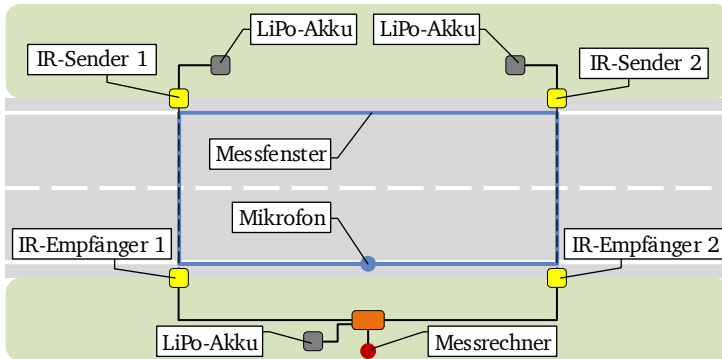 LiPo-Akku
LiPo-Akku
IR-Sender 1
IR-Sender 2
Messfenster
Mikrofon
IR-Empfänger 1
IR-Empfänger 2
LiPo-Akku
Messrechner